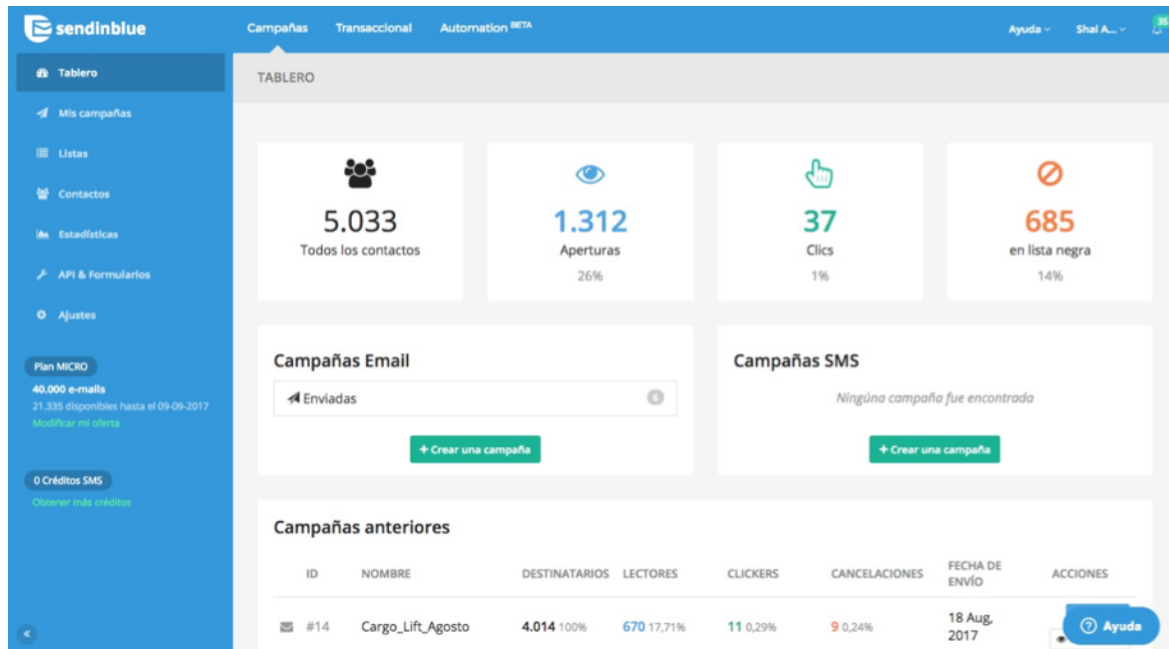 sendinblue
Campañas Transaccional Automation BETA
Ayuda Shai A... 35
Tablero
Mis campañas
Listas
Contactos
Estadísticas
API & Formularios
Ajustes
Plan MICRO
40.000 e-mails
21.335 disponibles hasta el 09-09-2017
Modificar mi oferta
0 Créditos SMS
Obtener más créditos
TABLERO
5.033
Todos los contactos
1.312
Aperturas
26%
37
Clics
1%
685
en lista negra
14%
Campañas Email
Enviadas 6
+ Crear una campaña
Campañas SMS
Ningúna campaña fue encontrada
+ Crear una campaña
Campañas anteriores
ID NOMBRE DESTINATARIOS LECTORES CLICKERS CANCELACIONES FECHA DE ENVÍO ACCIONES
#14 Cargo_Lift_Agosto 4.014 100% 670 17,71% 11 0,29% 9 0,24% 18 Aug, 2017
Ayuda